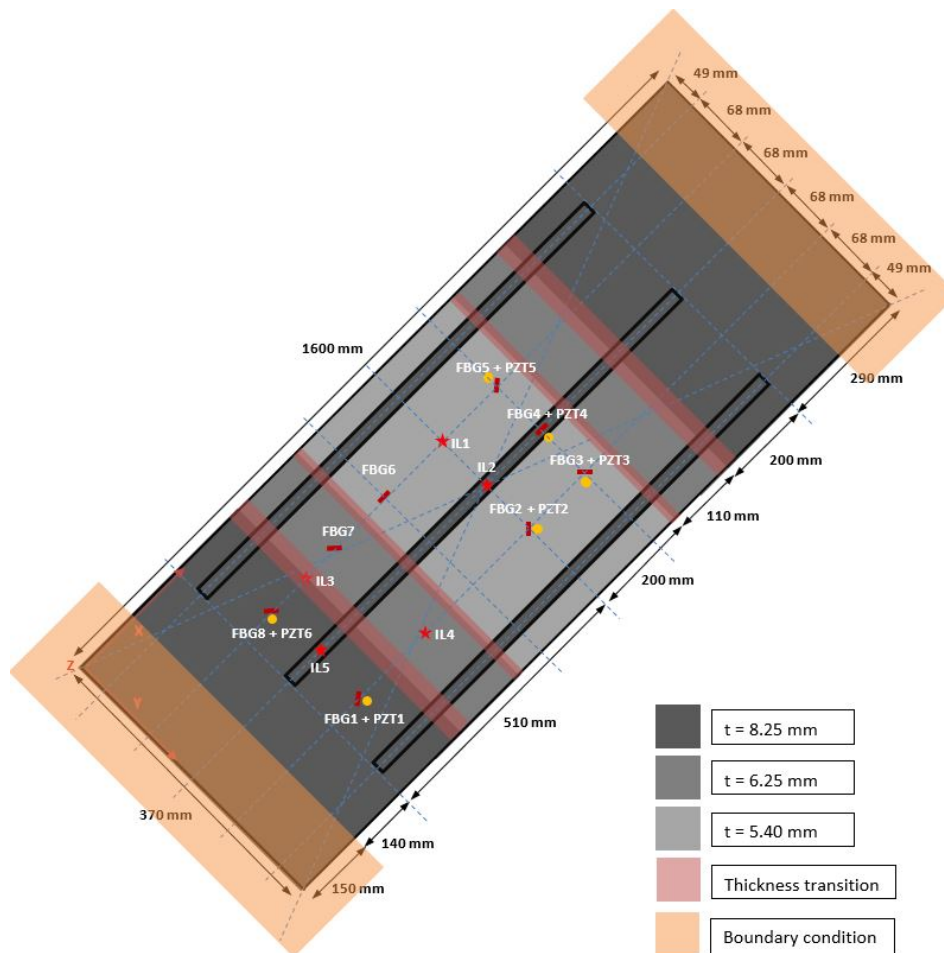 49 mm
68 mm
68 mm
68 mm
68 mm
49 mm
1600 mm
290 mm
FBG5 + PZT5
FBG4 + PZT4
IL1
200 mm
FBG6
IL2
FBG3 + PZT3
110 mm
FBG2 + PZT2
FBG7
200 mm
IL3
X
FBG8 + PZT6
IL4
Z
IL5
510 mm
Y
FBG1 + PZT1
370 mm
140 mm
150 mm
t = 8.25 mm
t = 6.25 mm
t = 5.40 mm
Thickness transition
Boundary condition